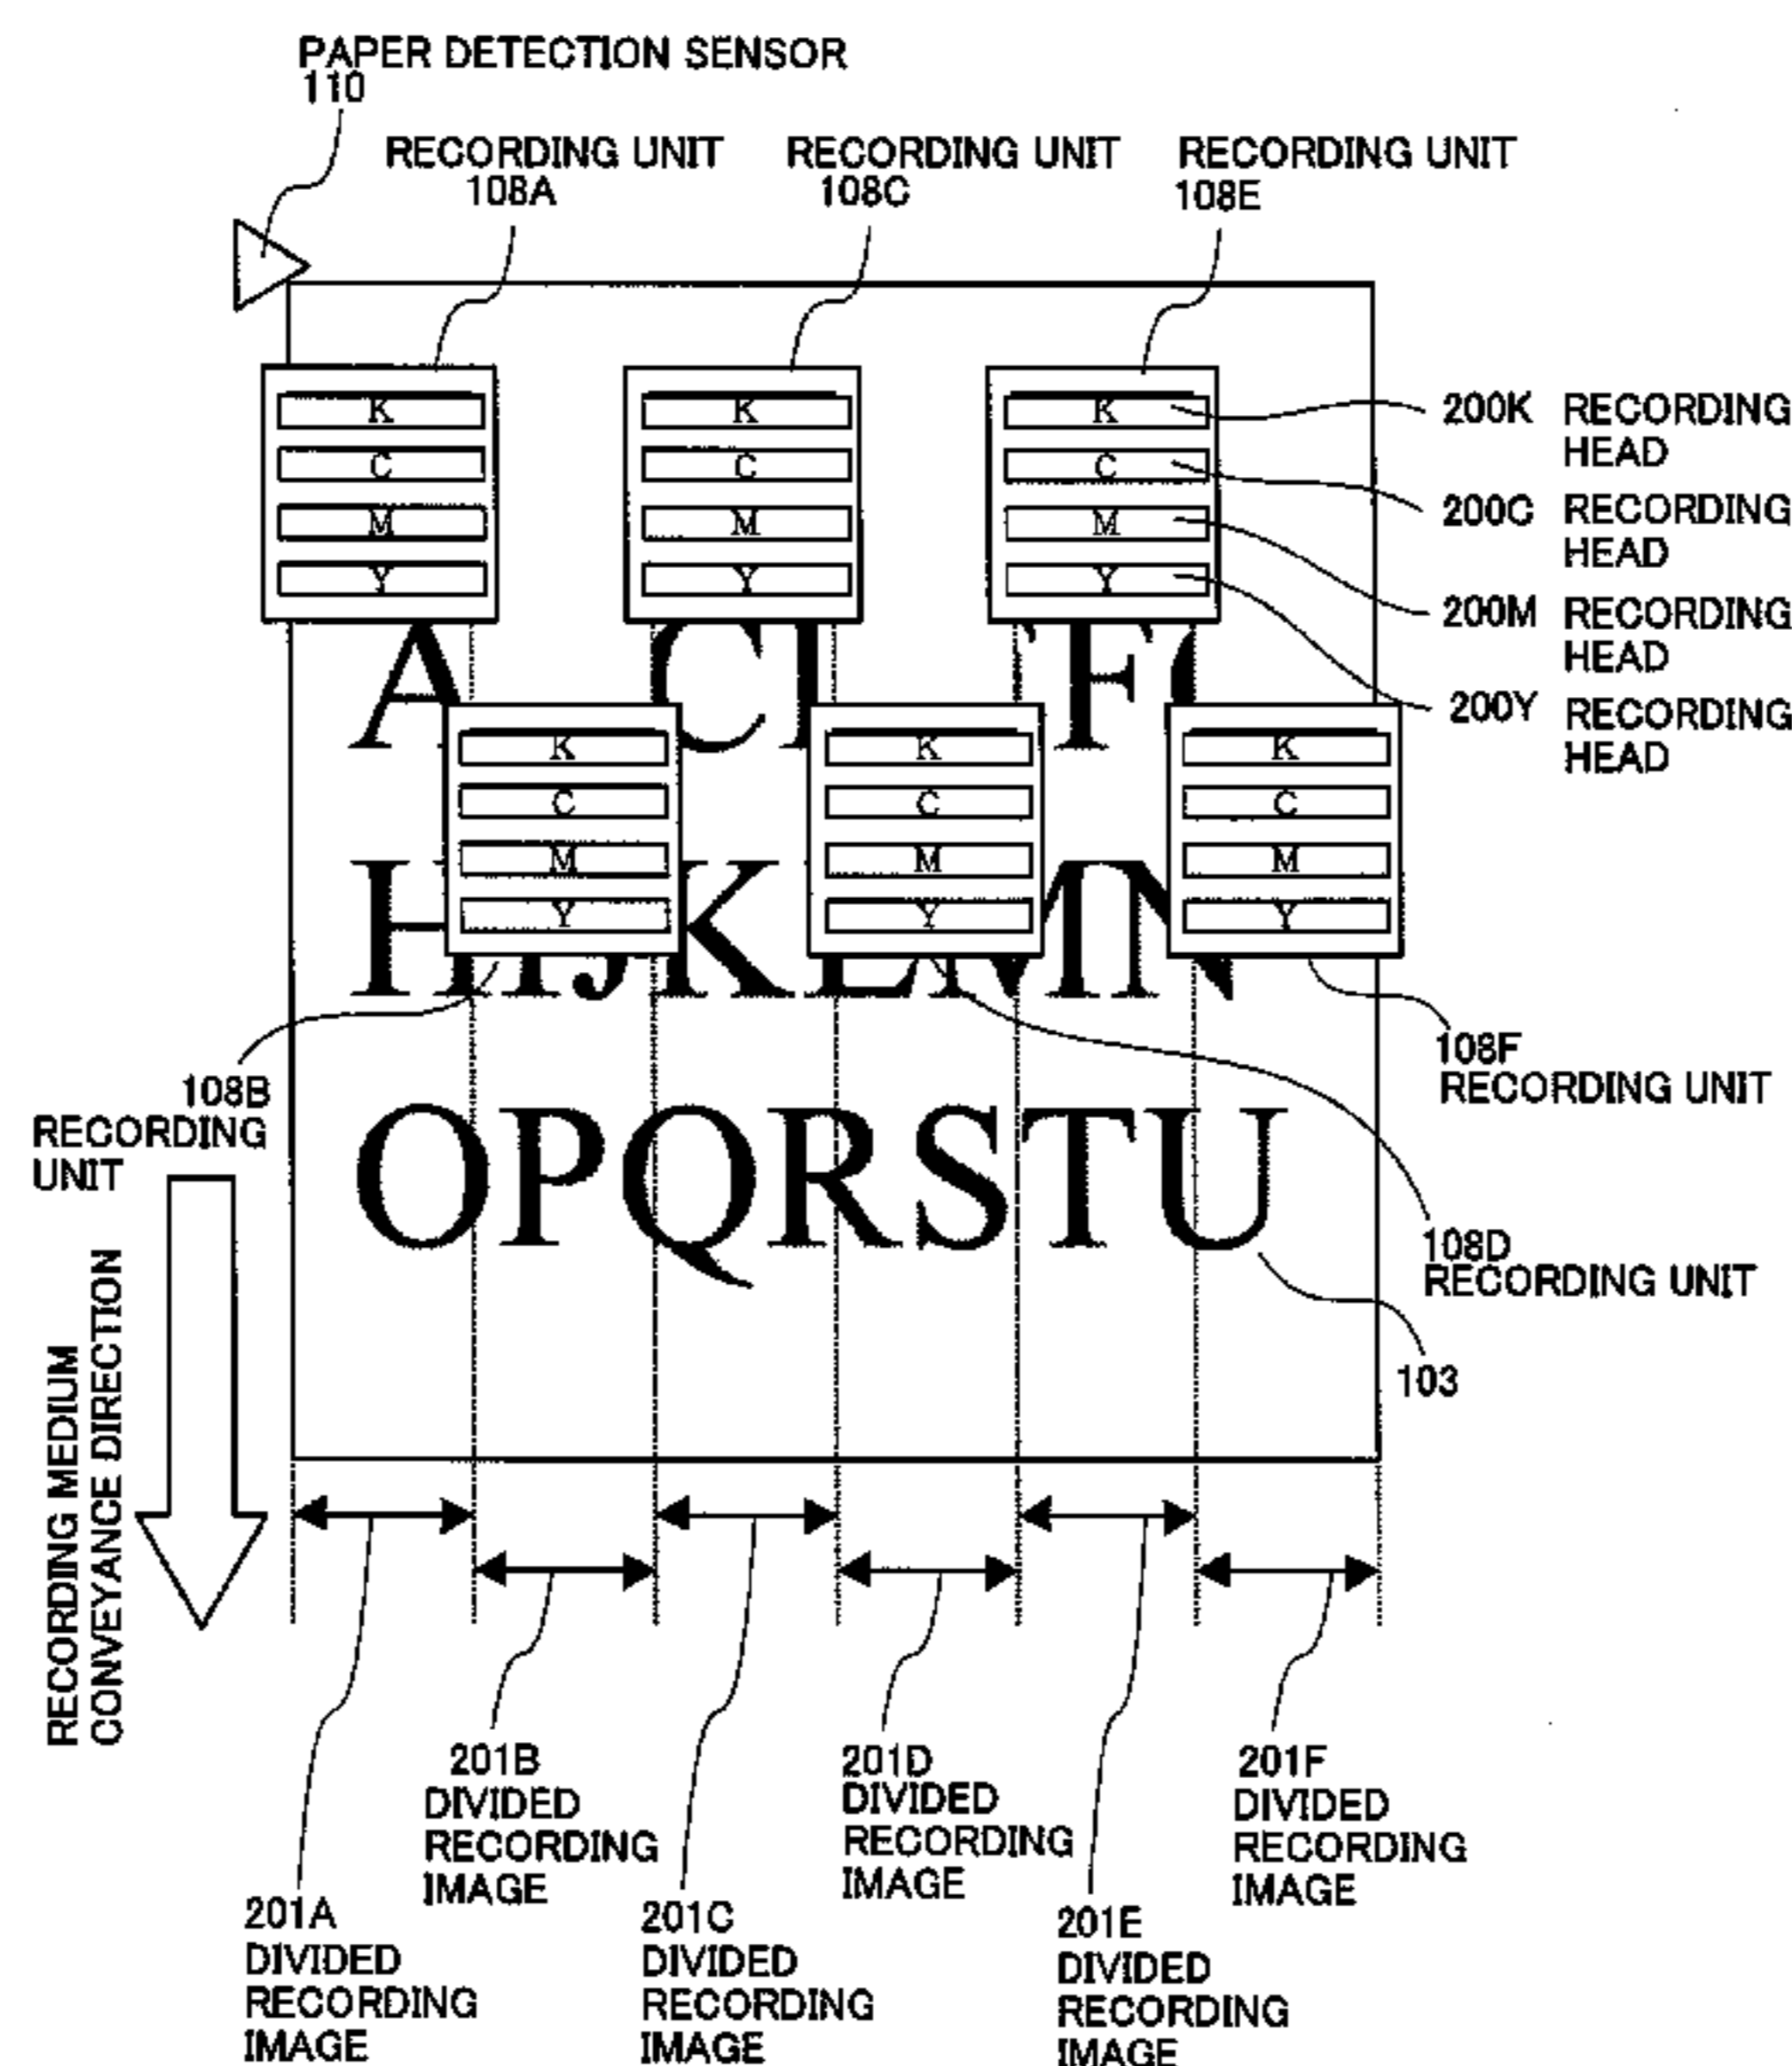 PAPER DETECTION SENSOR
110
RECORDING UNIT
108A
RECORDING UNIT
108C
RECORDING UNIT
108E
K
C
M
Y
K
C
M
Y
K
C
M
Y
200K RECORDING
HEAD
200C RECORDING
HEAD
200M RECORDING
HEAD
200Y RECORDING
HEAD
A C F
K
C
M
Y
K
C
M
Y
K
C
M
Y
HIJKLMN
108B
RECORDING
UNIT
108F
RECORDING UNIT
OPQRSTU
108D
RECORDING UNIT
103
RECORDING MEDIUM
CONVEYANCE DIRECTION
201A
DIVIDED
RECORDING
IMAGE
201B
DIVIDED
RECORDING
IMAGE
201C
DIVIDED
RECORDING
IMAGE
201D
DIVIDED
RECORDING
IMAGE
201E
DIVIDED
RECORDING
IMAGE
201F
DIVIDED
RECORDING
IMAGE